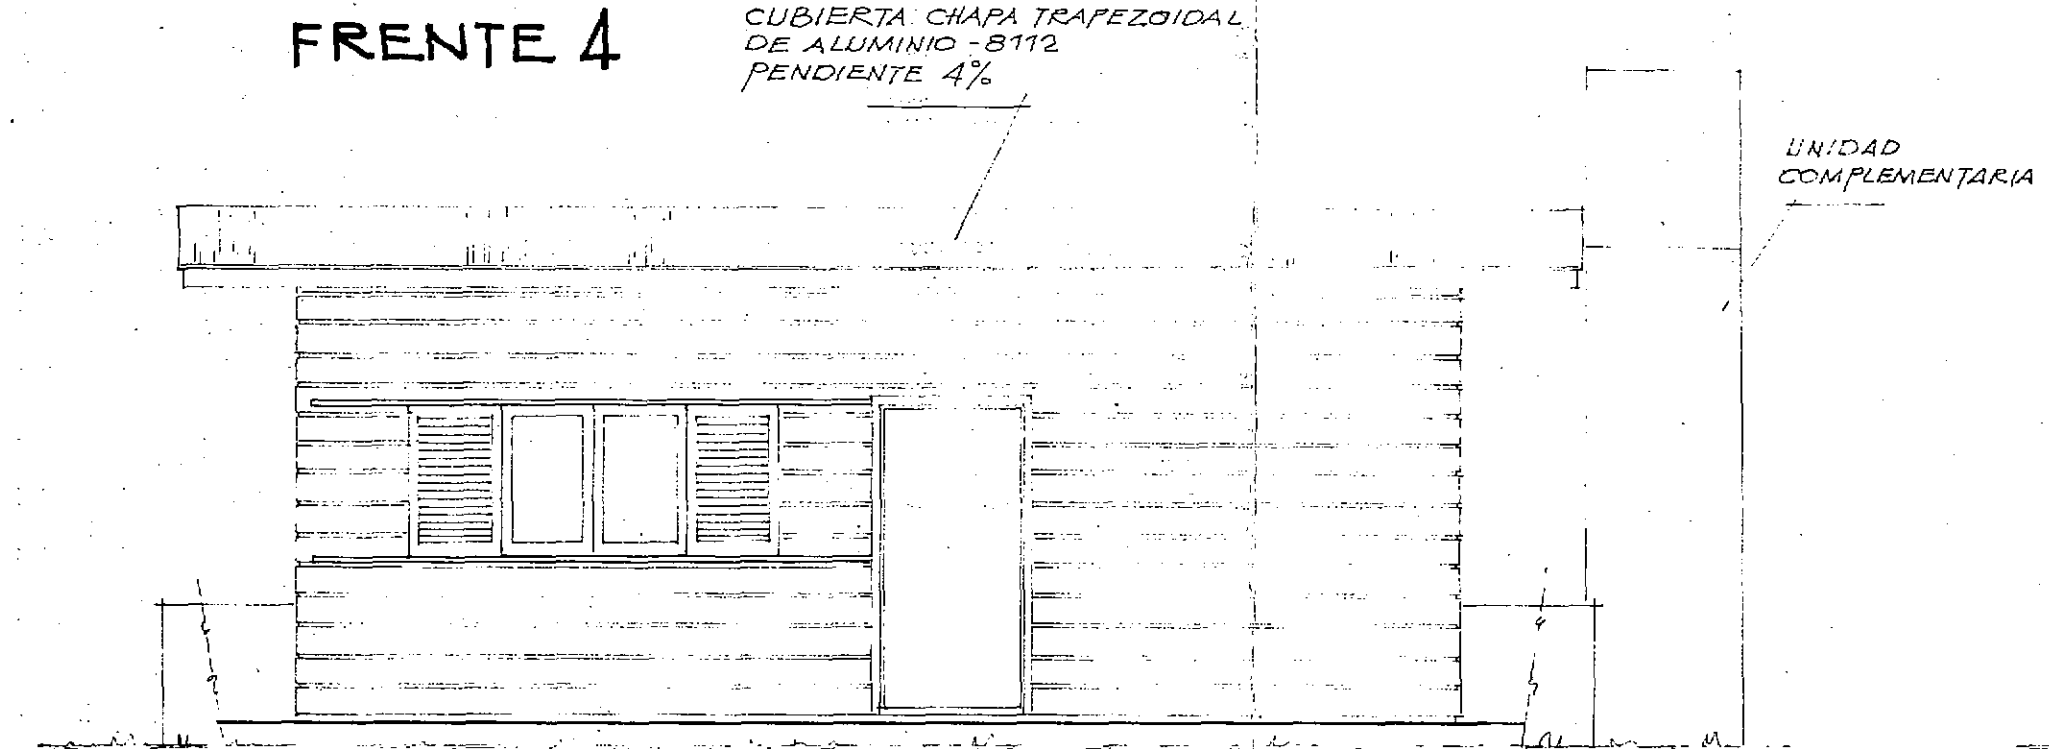 FRENTE 4
CUBIERTA: CHAPA TRAPEZOIDAL
DE ALUMINIO - 8112
PENDIENTE 4%
UNIDAD
COMPLEMENTARIA